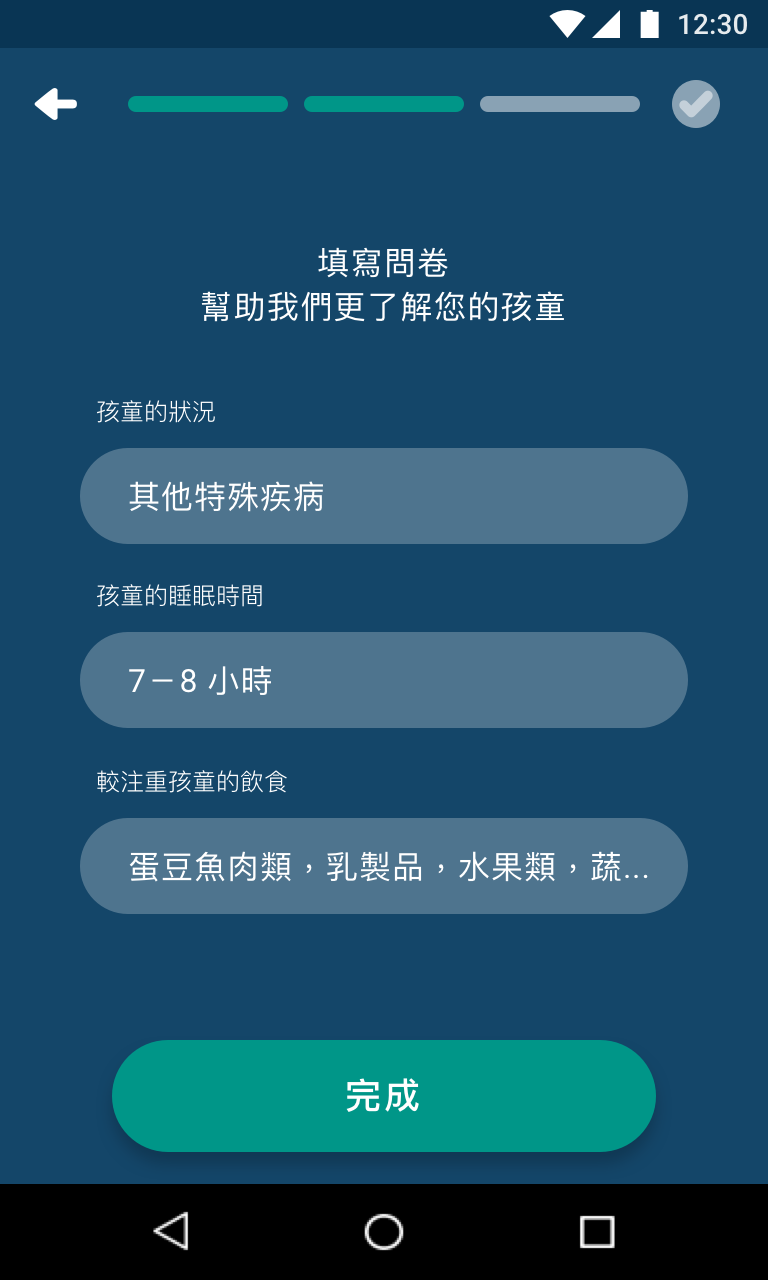 12:30
填寫問卷
幫助我們更了解您的孩童
孩童的狀況
其他特殊疾病
孩童的睡眠時間
7－8 小時
較注重孩童的飲食
蛋豆魚肉類，乳製品，水果類，蔬...
完成